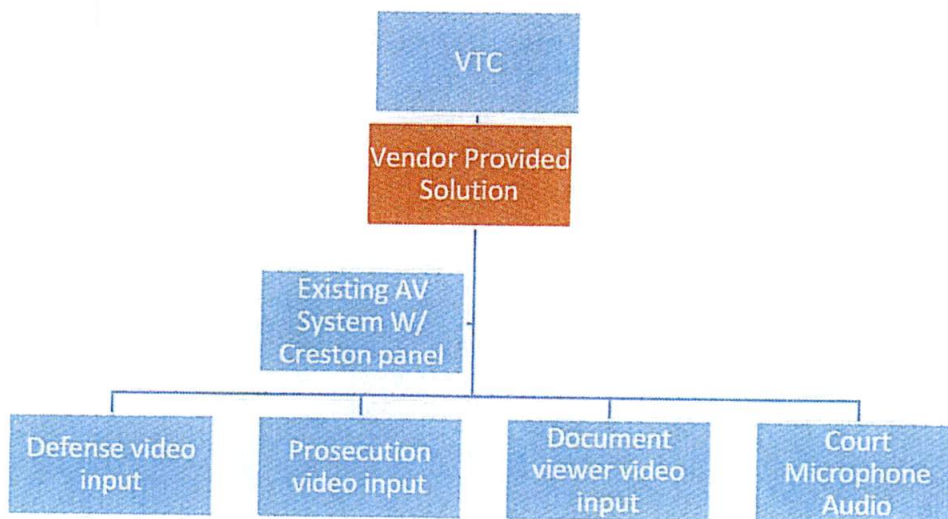 VTC
Vendor Provided
Solution
Existing AV
System W/
Creston panel
Defense video
input
Prosecution
video input
Document
viewer video
input
Court
Microphone
Audio